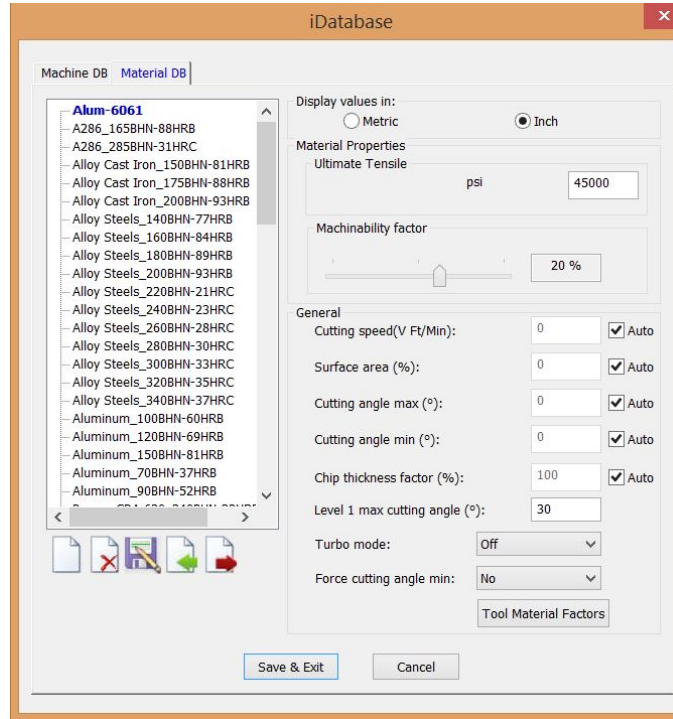 iDatabase
x
Machine DB Material DB
Alum-6061
A286_165BHN-88HRB
A286_285BHN-31HRC
Alloy Cast Iron_150BHN-81HRB
Alloy Cast Iron_175BHN-88HRB
Alloy Cast Iron_200BHN-93HRB
Alloy Steels_140BHN-77HRB
Alloy Steels_160BHN-84HRB
Alloy Steels_180BHN-89HRB
Alloy Steels_200BHN-93HRB
Alloy Steels_220BHN-21HRC
Alloy Steels_240BHN-23HRC
Alloy Steels_260BHN-28HRC
Alloy Steels_280BHN-30HRC
Alloy Steels_300BHN-33HRC
Alloy Steels_320BHN-35HRC
Alloy Steels_340BHN-37HRC
Aluminum_100BHN-60HRB
Aluminum_120BHN-69HRB
Aluminum_150BHN-81HRB
Aluminum_70BHN-37HRB
Aluminum_90BHN-52HRB
Display values in:
Metric Inch
Material Properties
Ultimate Tensile
psi 45000
Machinability factor
20 %
General
Cutting speed(V Ft/Min): 0 Auto
Surface area (%): 0 Auto
Cutting angle max (º): 0 Auto
Cutting angle min (º): 0 Auto
Chip thickness factor (%): 100 Auto
Level 1 max cutting angle (º): 30
Turbo mode: Off
Force cutting angle min: No
Tool Material Factors
Save & Exit Cancel